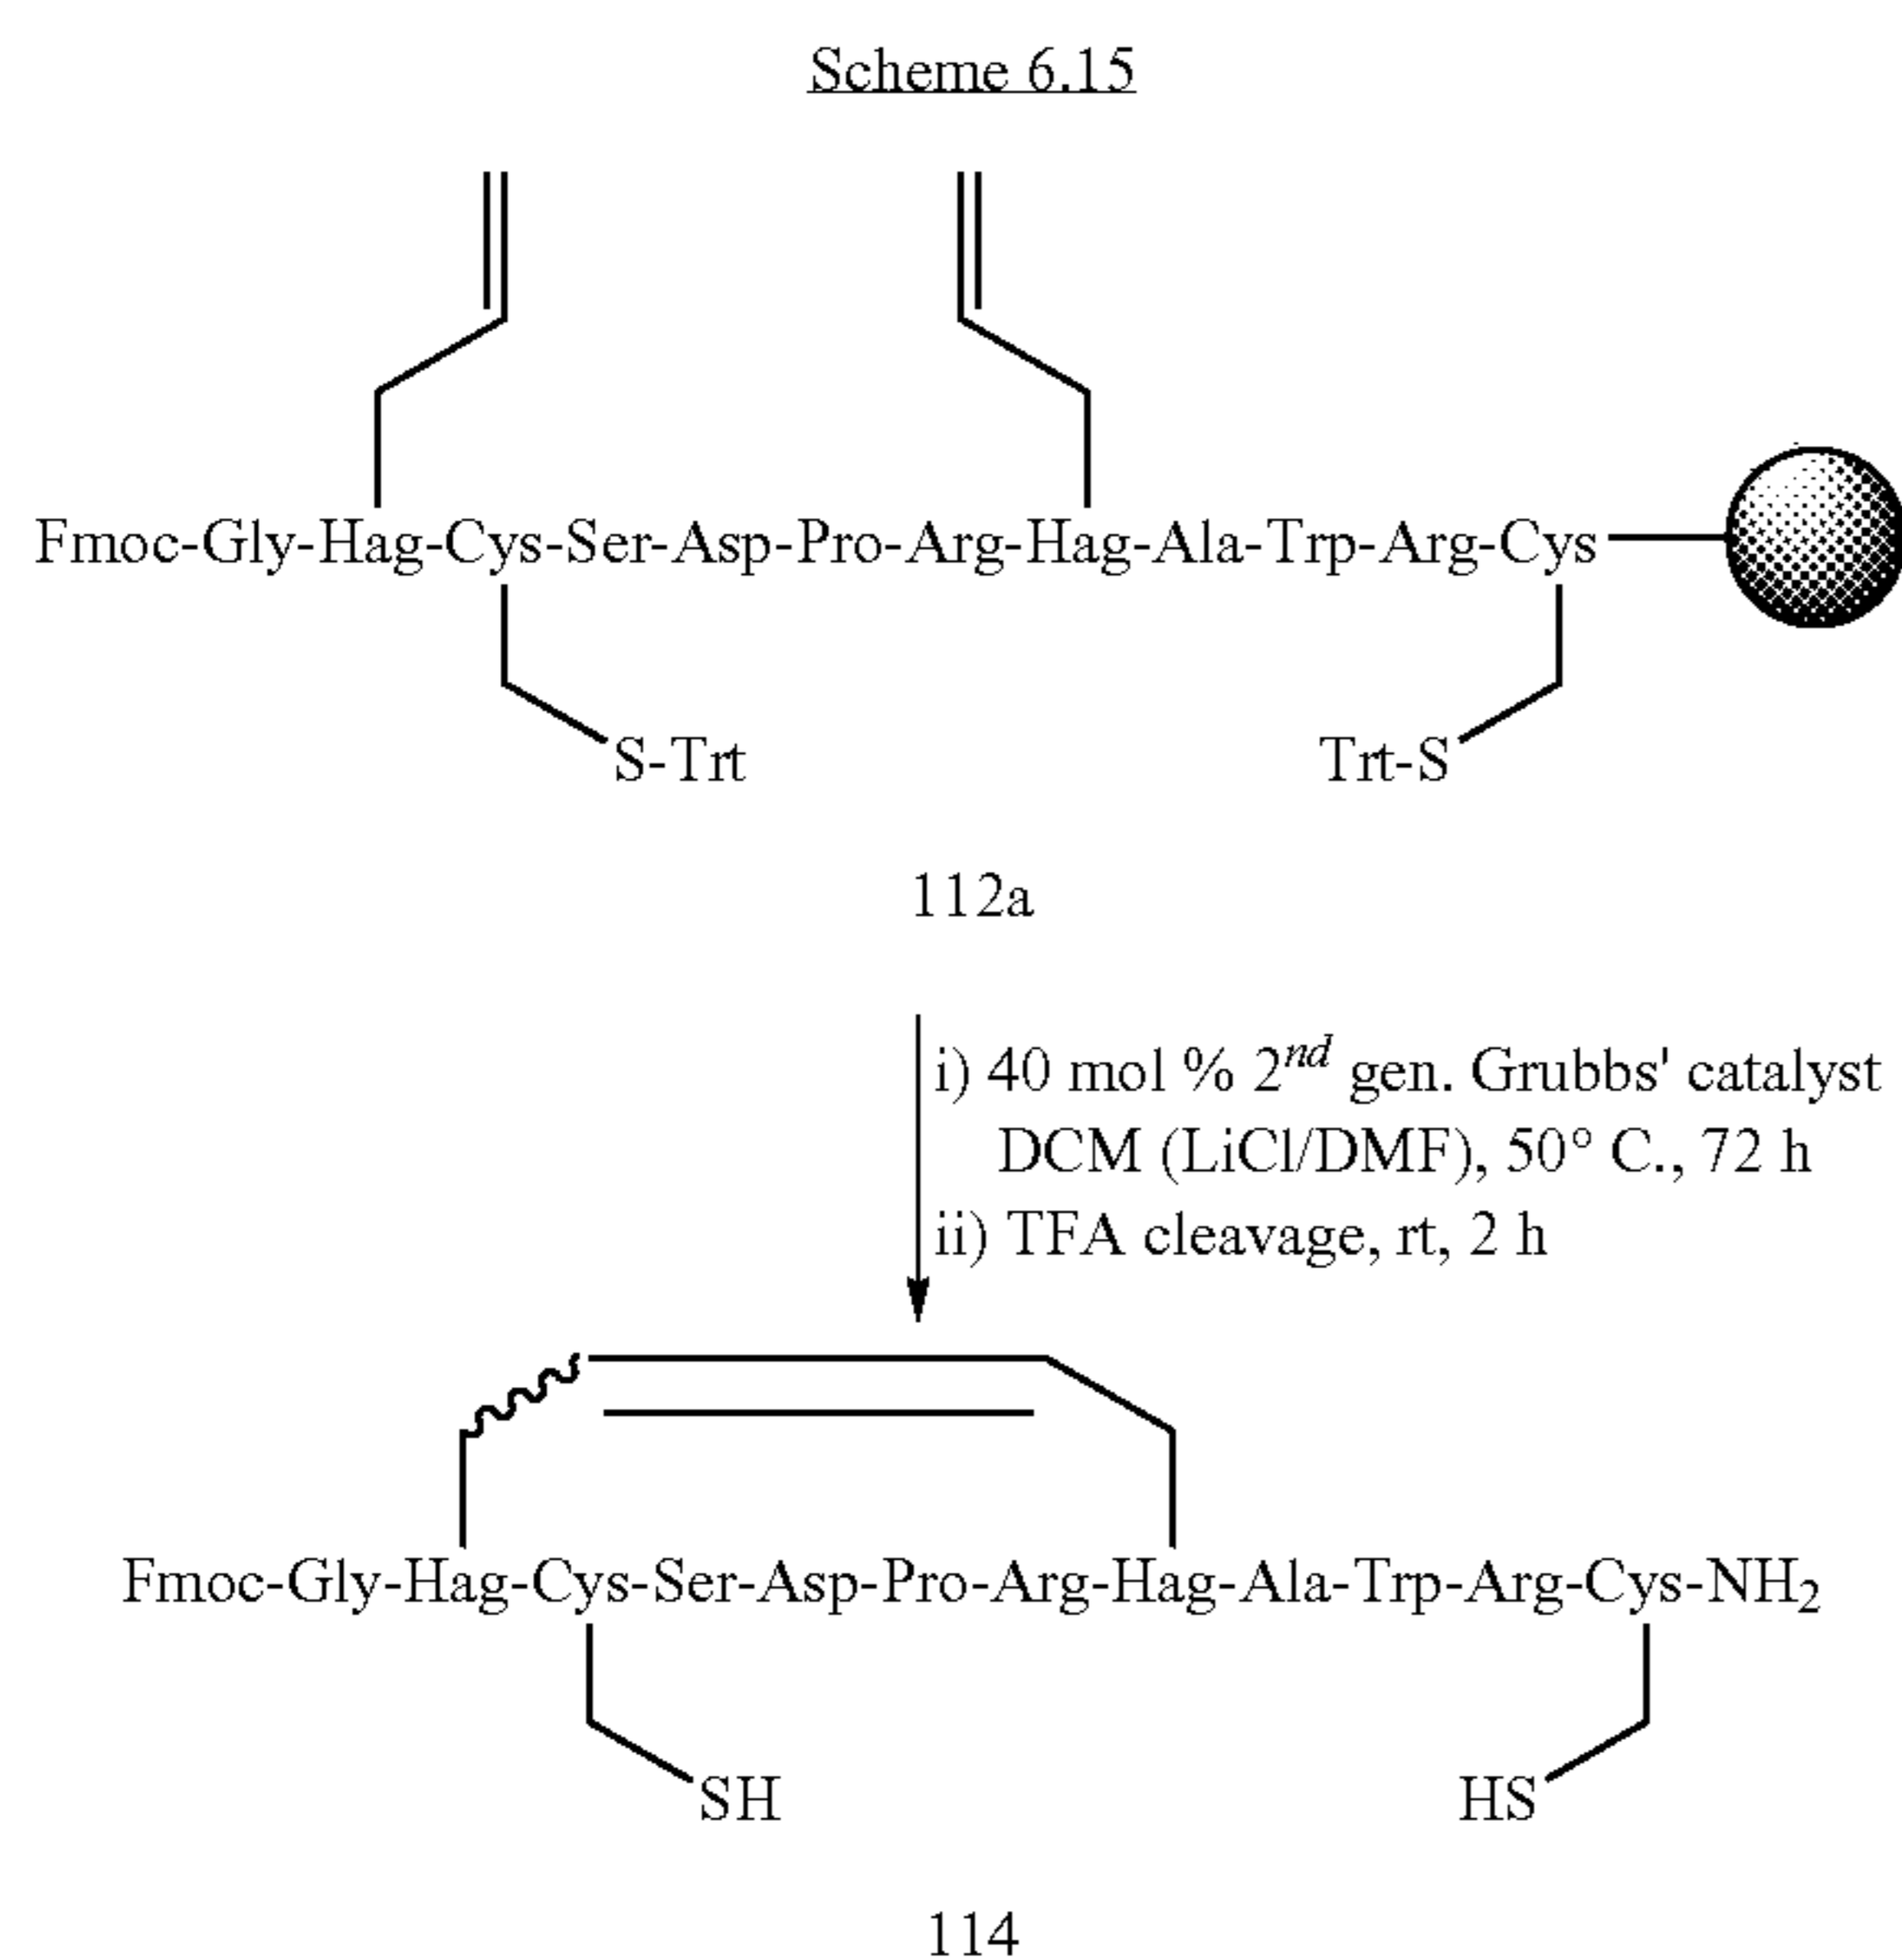 Scheme 6.15
Fmoc-Gly-Hag-Cys-Ser-Asp-Pro-Arg-Hag-Ala-Trp-Arg-Cys
S-Trt
Trt-S
112a
i) 40 mol % 2nd gen. Grubbs' catalyst
DCM (LiCl/DMF), 50° C., 72 h
ii) TFA cleavage, rt, 2 h
Fmoc-Gly-Hag-Cys-Ser-Asp-Pro-Arg-Hag-Ala-Trp-Arg-Cys-NH2
SH
HS
114